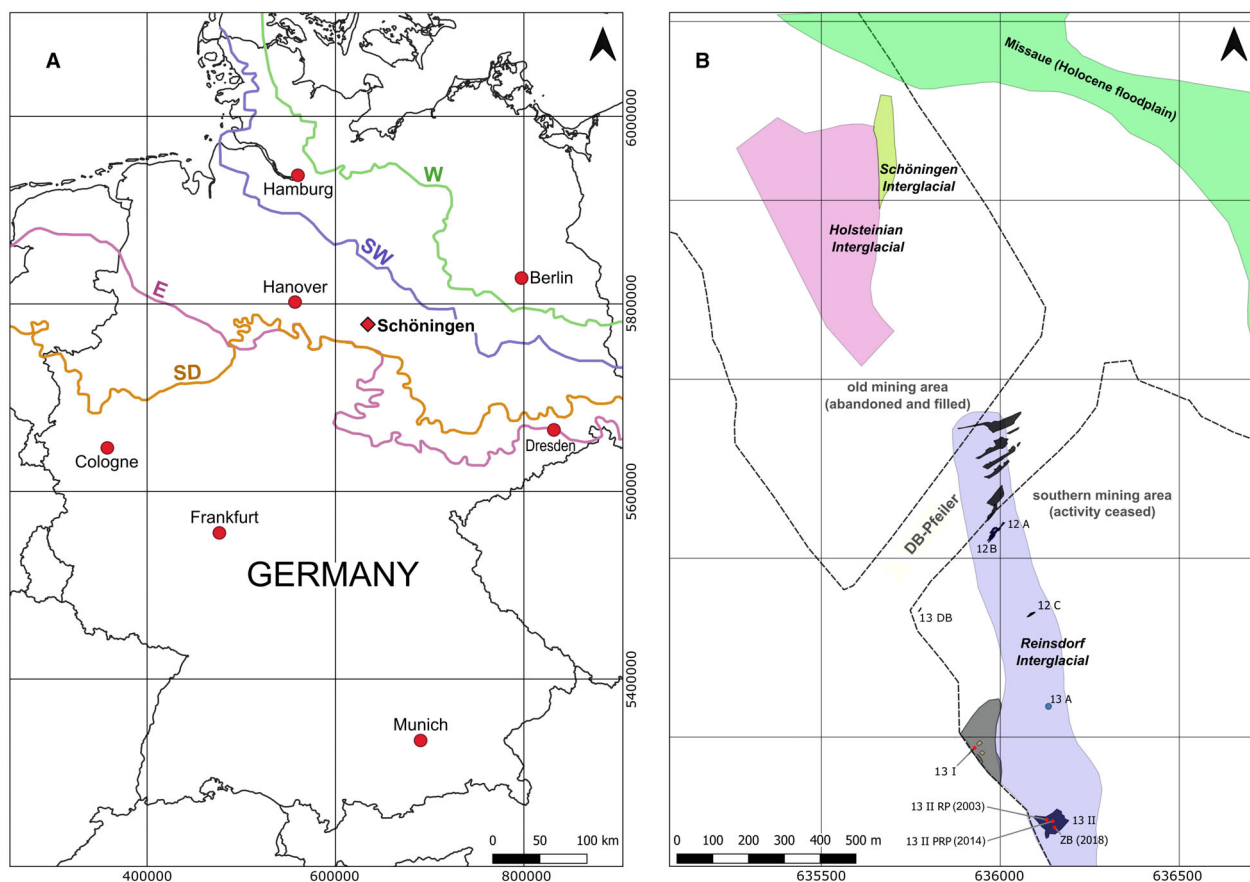 A
Hamburg
W
SW
Berlin
Hanover
E
Schöningen
SD
Cologne
Dresden
Frankfurt
GERMANY
Munich
0 50 100 km
400000 600000 800000
6000000
5800000
5600000
5400000
B
Missaue (Holocene floodplain)
Schöningen
Interglacial
Holsteinian
Interglacial
old mining area
(abandoned and filled)
DB-Pfeiler
southern mining area
(activity ceased)
12 A
12 B
12 C
13 DB
Reinsdorf
Interglacial
13 A
13 I
13 II RP (2003)
13 II
13 II PRP (2014)
ZB (2018)
0 100 200 300 400 500 m
635500 636000 636500